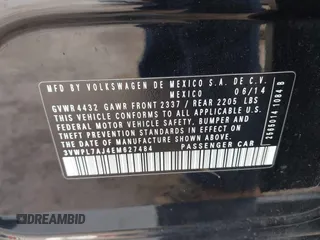 MFD BY VOLKSWAGEN DE MEXICO S.A. DE C.V.
MEXICO 06/14
GVWR 4432 GAWR FRONT 2337 / REAR 2205 LBS
THIS VEHICLE CONFORMS TO ALL APPLICABLE
FEDERAL MOTOR VEHICLE SAFETY, BUMPER AND
THEFT PREVENTION STANDARDS IN EFFECT ON
THE DATE OF MANUFACTURE SHOWN ABOVE.
3VWPL7AJ4EM627484 PASSENGER CAR
DREAMBID